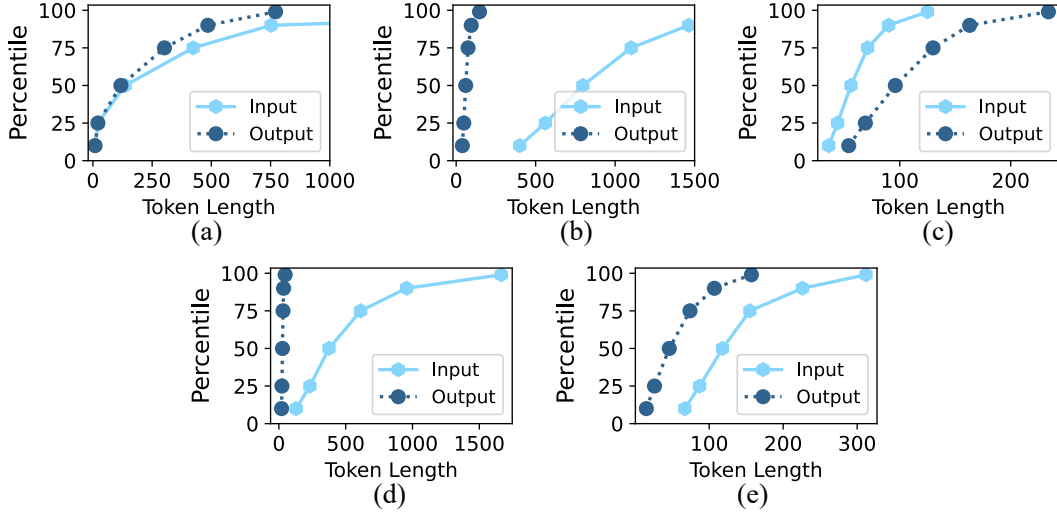 100
75
50
25
0
Percentile
Input
Output
0 250 500 750 1000
Token Length
(a)
100
75
50
25
0
Percentile
Input
Output
0 500 1000 1500
Token Length
(b)
100
75
50
25
0
Percentile
Input
Output
100 200
Token Length
(c)
100
75
50
25
0
Percentile
Input
Output
0 500 1000 1500
Token Length
(d)
100
75
50
25
0
Percentile
Input
Output
100 200 300
Token Length
(e)